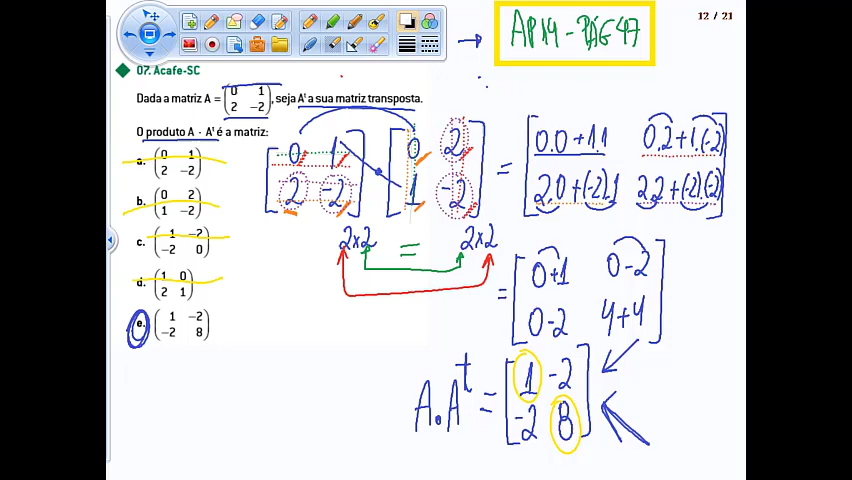 12 / 21
AP 14 - PÁG 47
07. Acafe-SC
Dada a matriz A = (0 1
2 -2), seja Aᵗ a sua matriz transposta.
O produto A · Aᵗ é a matriz:
a. (0 1
2 -2)
b. (0 2
1 -2)
c. (1 -2
-2 0)
d. (1 0
2 1)
e. (1 -2
-2 8)
[0 1 [0 2 = [0.0+1.1 0.2+1.(-2)]
2 -2] 1 -2] [2.0+(-2).1 2.2+(-2)(-2)]
2x2 = 2x2
= [0+1 0-2
0-2 4+4]
A.Aᵗ = [1 -2
-2 8]